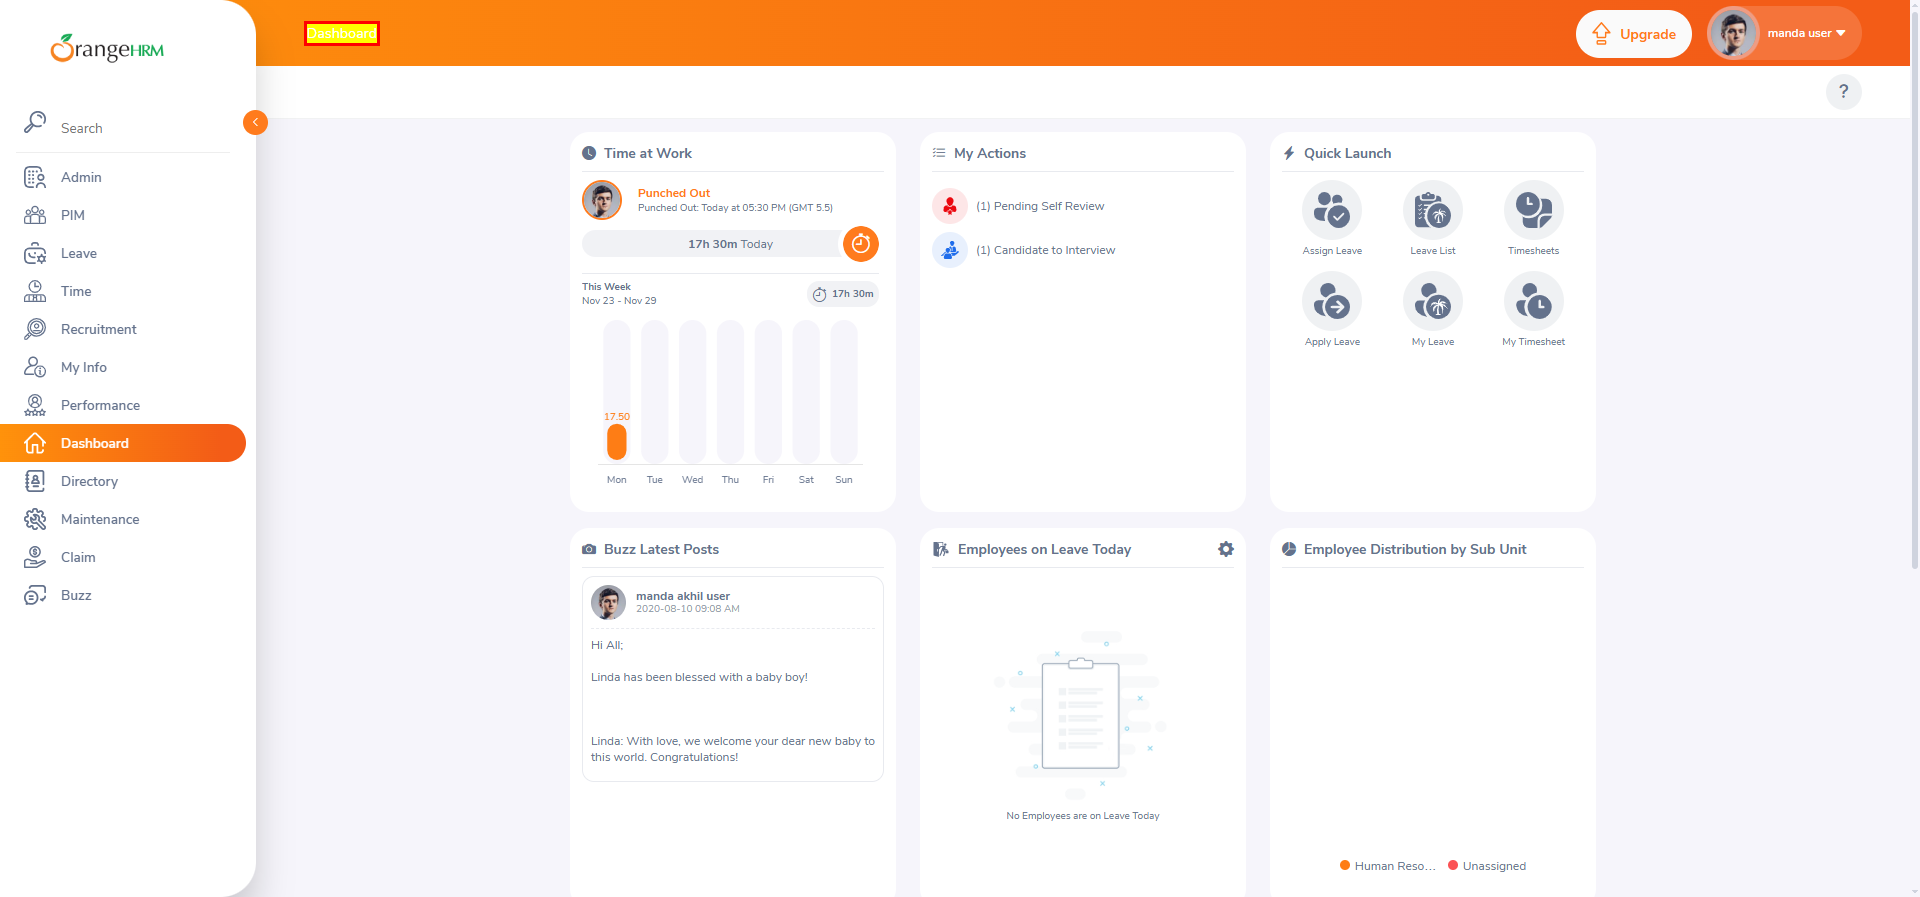 OrangeHRM
Search
Admin
PIM
Leave
Time
Recruitment
My Info
Performance
Dashboard
Directory
Maintenance
Claim
Buzz
Dashboard
Upgrade
manda user
?
Time at Work
Punched Out
Punched Out: Today at 05:30 PM (GMT 5.5)
17h 30m Today
This Week
Nov 23 - Nov 29
17h 30m
17.50
Mon Tue Wed Thu Fri Sat Sun
My Actions
(1) Pending Self Review
(1) Candidate to Interview
Quick Launch
Assign Leave
Leave List
Timesheets
Apply Leave
My Leave
My Timesheet
Buzz Latest Posts
manda akhil user
2020-08-10 09:08 AM
Hi All;
Linda has been blessed with a baby boy!
Linda: With love, we welcome your dear new baby to
this world. Congratulations!
Employees on Leave Today
No Employees are on Leave Today
Employee Distribution by Sub Unit
Human Reso...
Unassigned